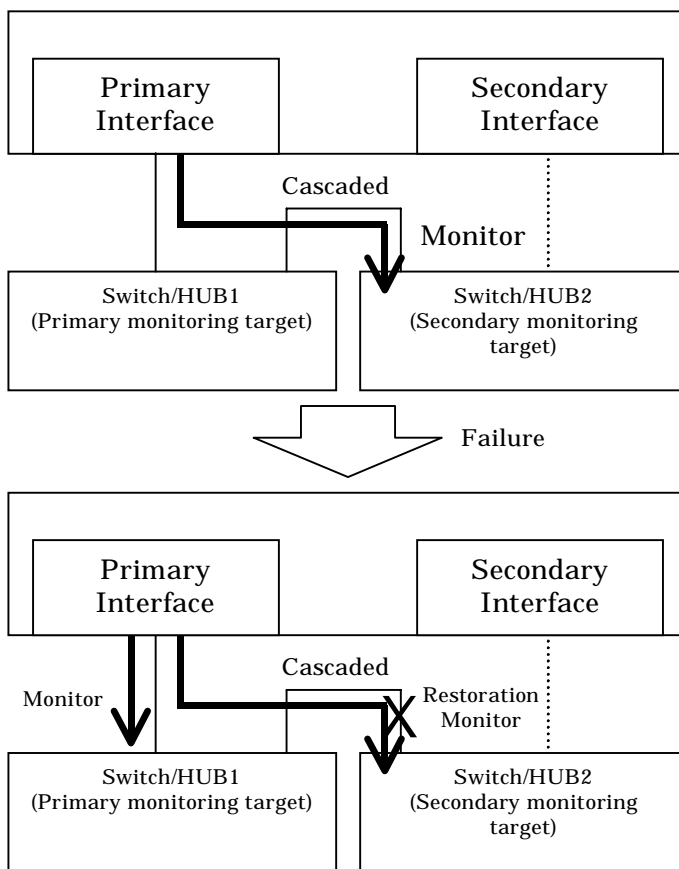 Primary
Interface
Secondary
Interface
Cascaded
Monitor
Switch/HUB1
(Primary monitoring target)
Switch/HUB2
(Secondary monitoring
target)
Failure
Primary
Interface
Secondary
Interface
Cascaded
Monitor
Restoration
Monitor
Switch/HUB1
(Primary monitoring target)
Switch/HUB2
(Secondary monitoring
target)